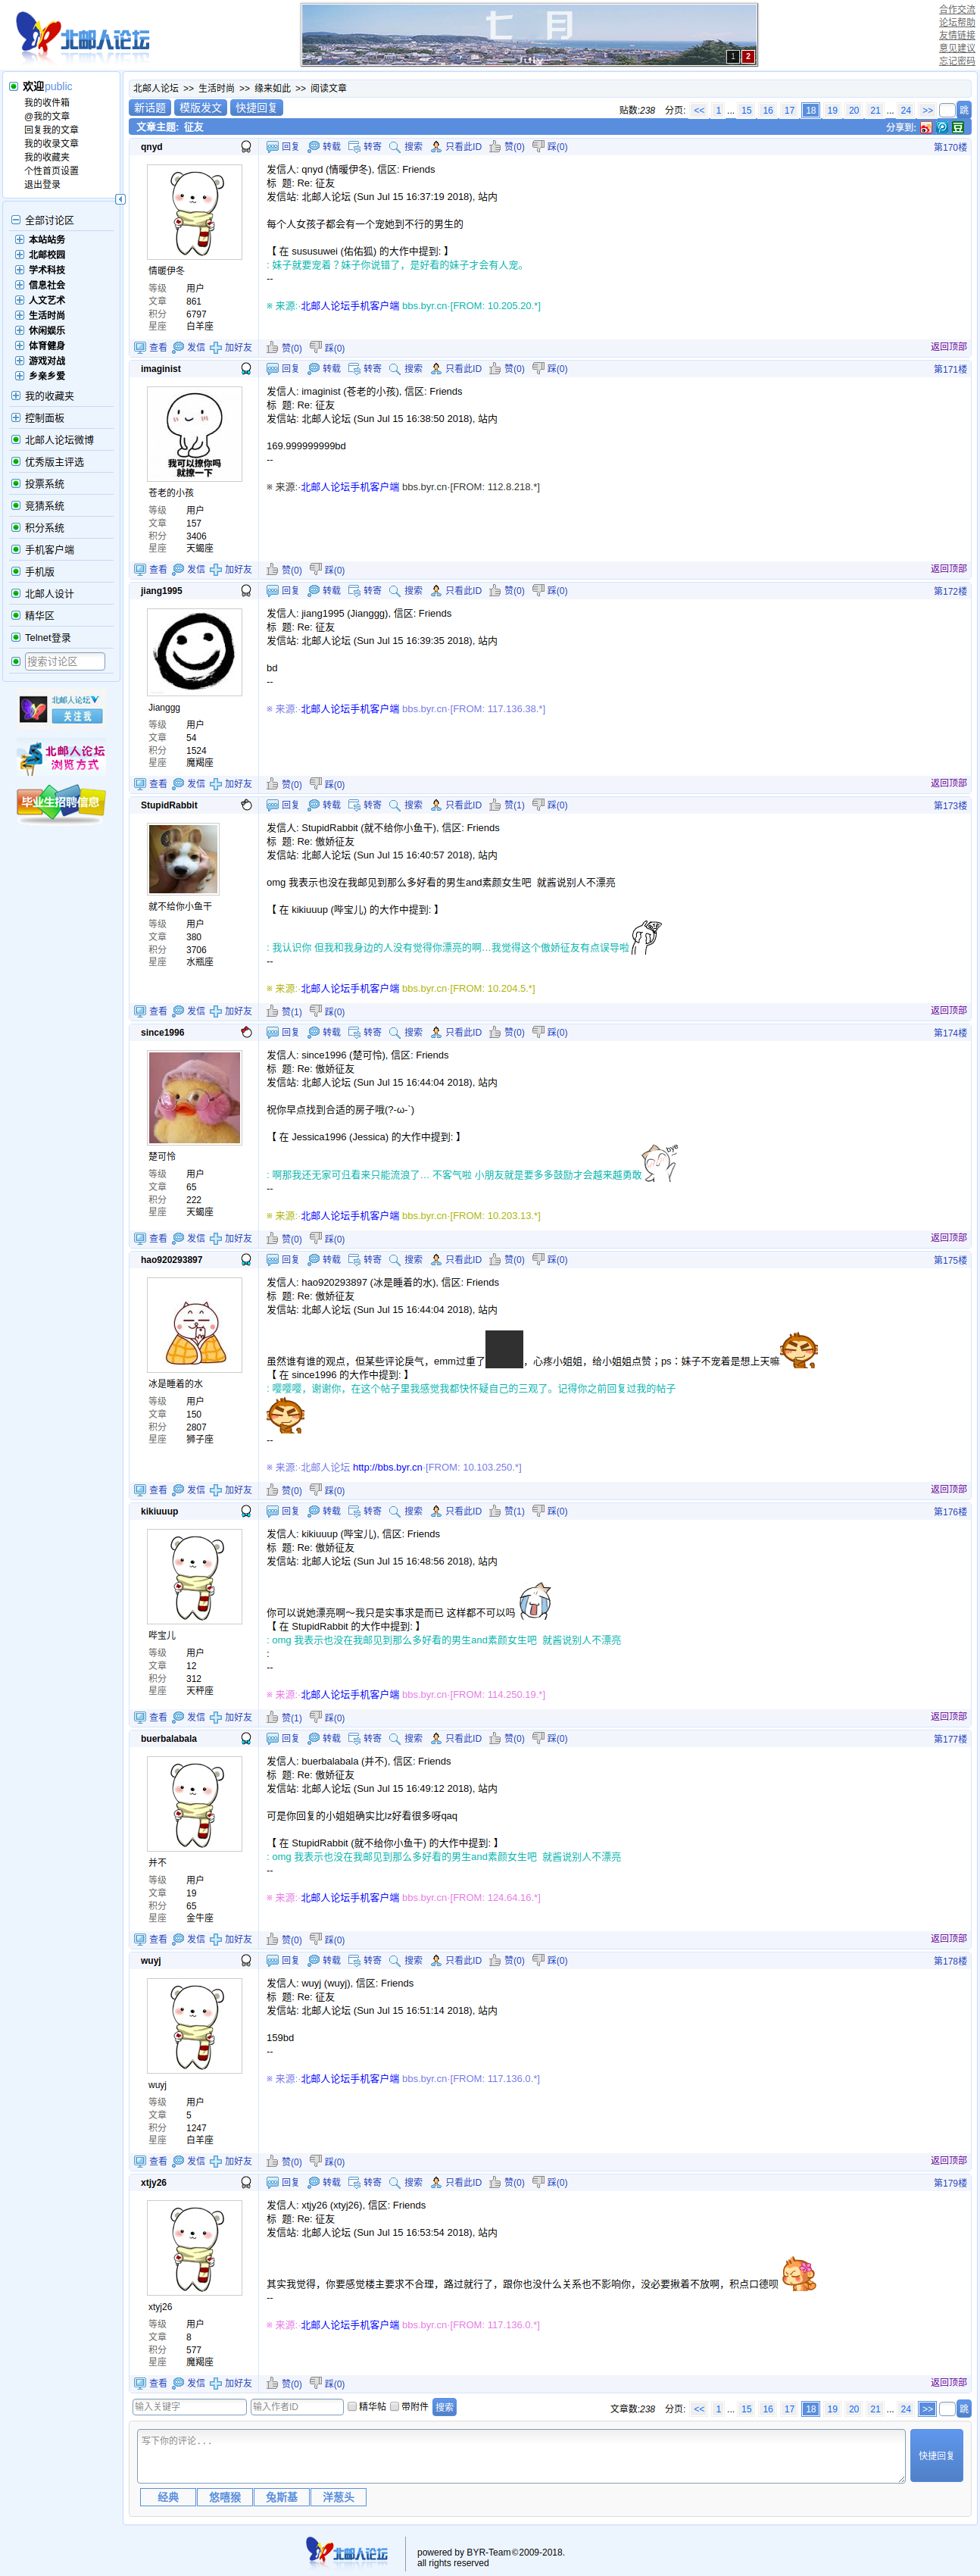 北邮人论坛
七月
July
1 2
合作交流
论坛帮助
友情链接
意见建议
忘记密码
欢迎public
我的收件箱
@我的文章
回复我的文章
我的收录文章
我的收藏夹
个性首页设置
退出登录
全部讨论区
本站站务
北邮校园
学术科技
信息社会
人文艺术
生活时尚
休闲娱乐
体育健身
游戏对战
乡亲乡爱
我的收藏夹
控制面板
北邮人论坛微博
优秀版主评选
投票系统
竞猜系统
积分系统
手机客户端
手机版
北邮人设计
精华区
Telnet登录
搜索讨论区
北邮人论坛
关注我
北邮人论坛
浏览方式
毕业生招聘信息
北邮人论坛 >> 生活时尚 >> 缘来如此 >> 阅读文章
新话题 模版发文 快捷回复
贴数:238 分页: << 1 ... 15 16 17 18 19 20 21 ... 24 >> 跳
文章主题: 征友
分享到: 豆
qnyd 回复 转载 转寄 搜索 只看此ID 赞(0) 踩(0) 第170楼
情暖伊冬
等级 用户
文章 861
积分 6797
星座 白羊座
发信人: qnyd (情暖伊冬), 信区: Friends
标 题: Re: 征友
发信站: 北邮人论坛 (Sun Jul 15 16:37:19 2018), 站内
每个人女孩子都会有一个宠她到不行的男生的
【 在 sususuwei (佑佑狐) 的大作中提到: 】
: 妹子就要宠着？妹子你说错了，是好看的妹子才会有人宠。
--
※ 来源:·北邮人论坛手机客户端 bbs.byr.cn·[FROM: 10.205.20.*]
查看 发信 加好友 赞(0) 踩(0) 返回顶部
imaginist 回复 转载 转寄 搜索 只看此ID 赞(0) 踩(0) 第171楼
我可以撩你吗
就撩一下
苍老的小孩
等级 用户
文章 157
积分 3406
星座 天蝎座
发信人: imaginist (苍老的小孩), 信区: Friends
标 题: Re: 征友
发信站: 北邮人论坛 (Sun Jul 15 16:38:50 2018), 站内
169.999999999bd
--
※ 来源:·北邮人论坛手机客户端 bbs.byr.cn·[FROM: 112.8.218.*]
查看 发信 加好友 赞(0) 踩(0) 返回顶部
jiang1995 回复 转载 转寄 搜索 只看此ID 赞(0) 踩(0) 第172楼
Jianggg
等级 用户
文章 54
积分 1524
星座 魔羯座
发信人: jiang1995 (Jianggg), 信区: Friends
标 题: Re: 征友
发信站: 北邮人论坛 (Sun Jul 15 16:39:35 2018), 站内
bd
--
※ 来源:·北邮人论坛手机客户端 bbs.byr.cn·[FROM: 117.136.38.*]
查看 发信 加好友 赞(0) 踩(0) 返回顶部
StupidRabbit 回复 转载 转寄 搜索 只看此ID 赞(1) 踩(0) 第173楼
就不给你小鱼干
等级 用户
文章 380
积分 3706
星座 水瓶座
发信人: StupidRabbit (就不给你小鱼干), 信区: Friends
标 题: Re: 傲娇征友
发信站: 北邮人论坛 (Sun Jul 15 16:40:57 2018), 站内
omg 我表示也没在我邮见到那么多好看的男生and素颜女生吧 就酱说别人不漂亮
【 在 kikiuuup (哔宝儿) 的大作中提到: 】
: 我认识你 但我和我身边的人没有觉得你漂亮的啊…我觉得这个傲娇征友有点误导啦
--
※ 来源:·北邮人论坛手机客户端 bbs.byr.cn·[FROM: 10.204.5.*]
查看 发信 加好友 赞(1) 踩(0) 返回顶部
since1996 回复 转载 转寄 搜索 只看此ID 赞(0) 踩(0) 第174楼
楚可怜
等级 用户
文章 65
积分 222
星座 天蝎座
发信人: since1996 (楚可怜), 信区: Friends
标 题: Re: 傲娇征友
发信站: 北邮人论坛 (Sun Jul 15 16:44:04 2018), 站内
祝你早点找到合适的房子哦(?-ω-`)
【 在 Jessica1996 (Jessica) 的大作中提到: 】
: 啊那我还无家可归看来只能流浪了… 不客气啦 小朋友就是要多多鼓励才会越来越勇敢 bye
--
※ 来源:·北邮人论坛手机客户端 bbs.byr.cn·[FROM: 10.203.13.*]
查看 发信 加好友 赞(0) 踩(0) 返回顶部
hao920293897 回复 转载 转寄 搜索 只看此ID 赞(0) 踩(0) 第175楼
冰是睡着的水
等级 用户
文章 150
积分 2807
星座 狮子座
发信人: hao920293897 (冰是睡着的水), 信区: Friends
标 题: Re: 傲娇征友
发信站: 北邮人论坛 (Sun Jul 15 16:44:04 2018), 站内
虽然谁有谁的观点，但某些评论戾气，emm过重了，心疼小姐姐，给小姐姐点赞；ps：妹子不宠着是想上天嘛
【 在 since1996 的大作中提到: 】
: 嘤嘤嘤，谢谢你，在这个帖子里我感觉我都快怀疑自己的三观了。记得你之前回复过我的帖子
--
※ 来源:·北邮人论坛 http://bbs.byr.cn·[FROM: 10.103.250.*]
查看 发信 加好友 赞(0) 踩(0) 返回顶部
kikiuuup 回复 转载 转寄 搜索 只看此ID 赞(1) 踩(0) 第176楼
哔宝儿
等级 用户
文章 12
积分 312
星座 天秤座
发信人: kikiuuup (哔宝儿), 信区: Friends
标 题: Re: 傲娇征友
发信站: 北邮人论坛 (Sun Jul 15 16:48:56 2018), 站内
你可以说她漂亮啊～我只是实事求是而已 这样都不可以吗
【 在 StupidRabbit 的大作中提到: 】
: omg 我表示也没在我邮见到那么多好看的男生and素颜女生吧 就酱说别人不漂亮
:
--
※ 来源:·北邮人论坛手机客户端 bbs.byr.cn·[FROM: 114.250.19.*]
查看 发信 加好友 赞(1) 踩(0) 返回顶部
buerbalabala 回复 转载 转寄 搜索 只看此ID 赞(0) 踩(0) 第177楼
并不
等级 用户
文章 19
积分 65
星座 金牛座
发信人: buerbalabala (并不), 信区: Friends
标 题: Re: 傲娇征友
发信站: 北邮人论坛 (Sun Jul 15 16:49:12 2018), 站内
可是你回复的小姐姐确实比lz好看很多呀qaq
【 在 StupidRabbit (就不给你小鱼干) 的大作中提到: 】
: omg 我表示也没在我邮见到那么多好看的男生and素颜女生吧 就酱说别人不漂亮
--
※ 来源:·北邮人论坛手机客户端 bbs.byr.cn·[FROM: 124.64.16.*]
查看 发信 加好友 赞(0) 踩(0) 返回顶部
wuyj 回复 转载 转寄 搜索 只看此ID 赞(0) 踩(0) 第178楼
wuyj
等级 用户
文章 5
积分 1247
星座 白羊座
发信人: wuyj (wuyj), 信区: Friends
标 题: Re: 征友
发信站: 北邮人论坛 (Sun Jul 15 16:51:14 2018), 站内
159bd
--
※ 来源:·北邮人论坛手机客户端 bbs.byr.cn·[FROM: 117.136.0.*]
查看 发信 加好友 赞(0) 踩(0) 返回顶部
xtjy26 回复 转载 转寄 搜索 只看此ID 赞(0) 踩(0) 第179楼
xtyj26
等级 用户
文章 8
积分 577
星座 魔羯座
发信人: xtjy26 (xtyj26), 信区: Friends
标 题: Re: 征友
发信站: 北邮人论坛 (Sun Jul 15 16:53:54 2018), 站内
其实我觉得，你要感觉楼主要求不合理，路过就行了，跟你也没什么关系也不影响你，没必要揪着不放啊，积点口德呗
--
※ 来源:·北邮人论坛手机客户端 bbs.byr.cn·[FROM: 117.136.0.*]
查看 发信 加好友 赞(0) 踩(0) 返回顶部
输入关键字 输入作者ID 精华帖 带附件 搜索
文章数:238 分页: << 1 ... 15 16 17 18 19 20 21 ... 24 >> 跳
写下你的评论...
快捷回复
经典 悠嘻猴 兔斯基 洋葱头
北邮人论坛
powered by BYR-Team©2009-2018.
all rights reserved